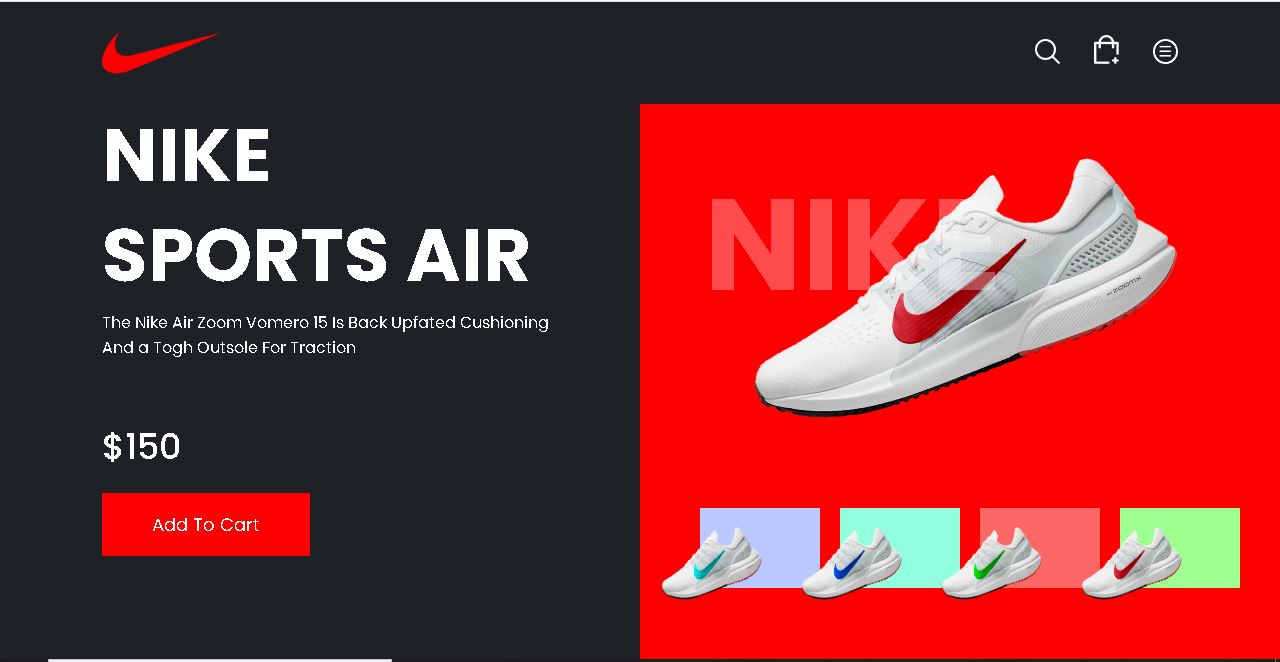 NIKE
SPORTS AIR
The Nike Air Zoom Vomero 15 Is Back Upfated Cushioning
And a Togh Outsole For Traction
$150
Add To Cart
NIKE
ZOOMX